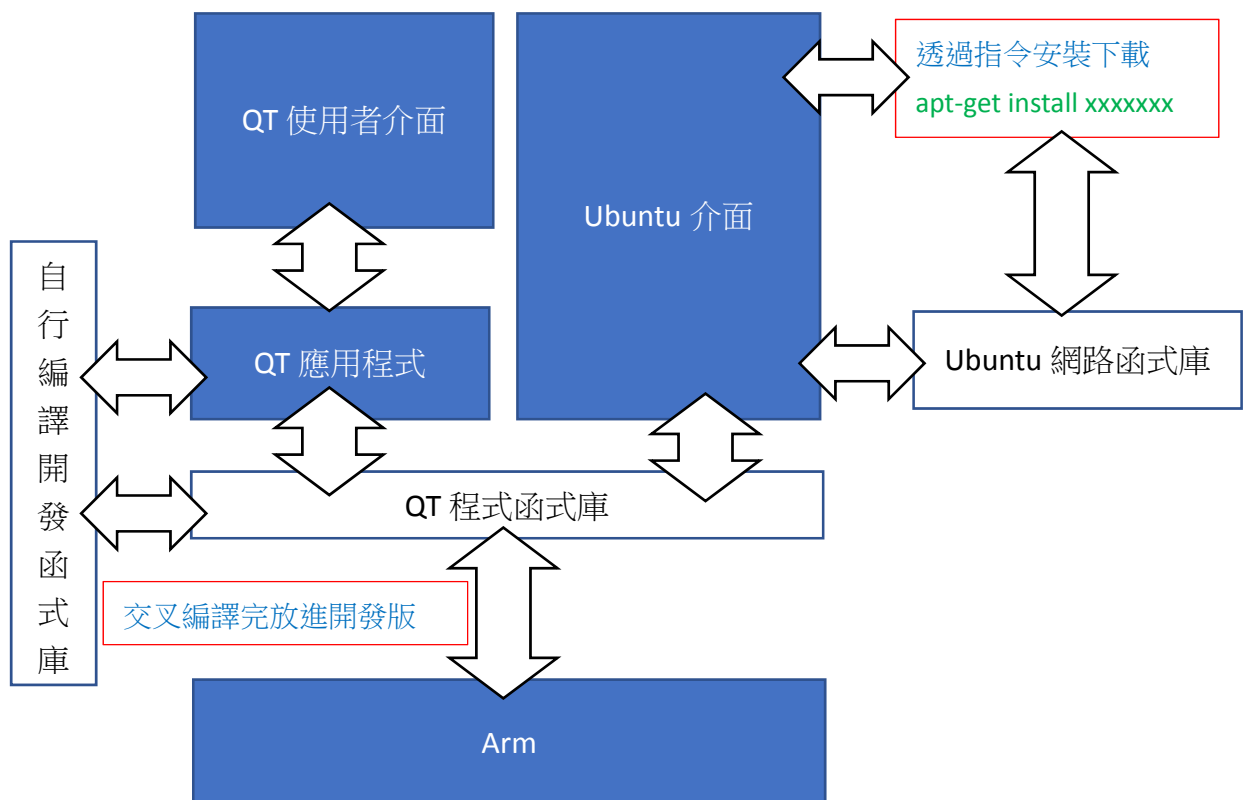 QT 使用者介面
Ubuntu 介面
透過指令安裝下載
apt-get install xxxxxxx
自行編譯開發函式庫
QT 應用程式
Ubuntu 網路函式庫
QT 程式函式庫
交叉編譯完放進開發版
Arm